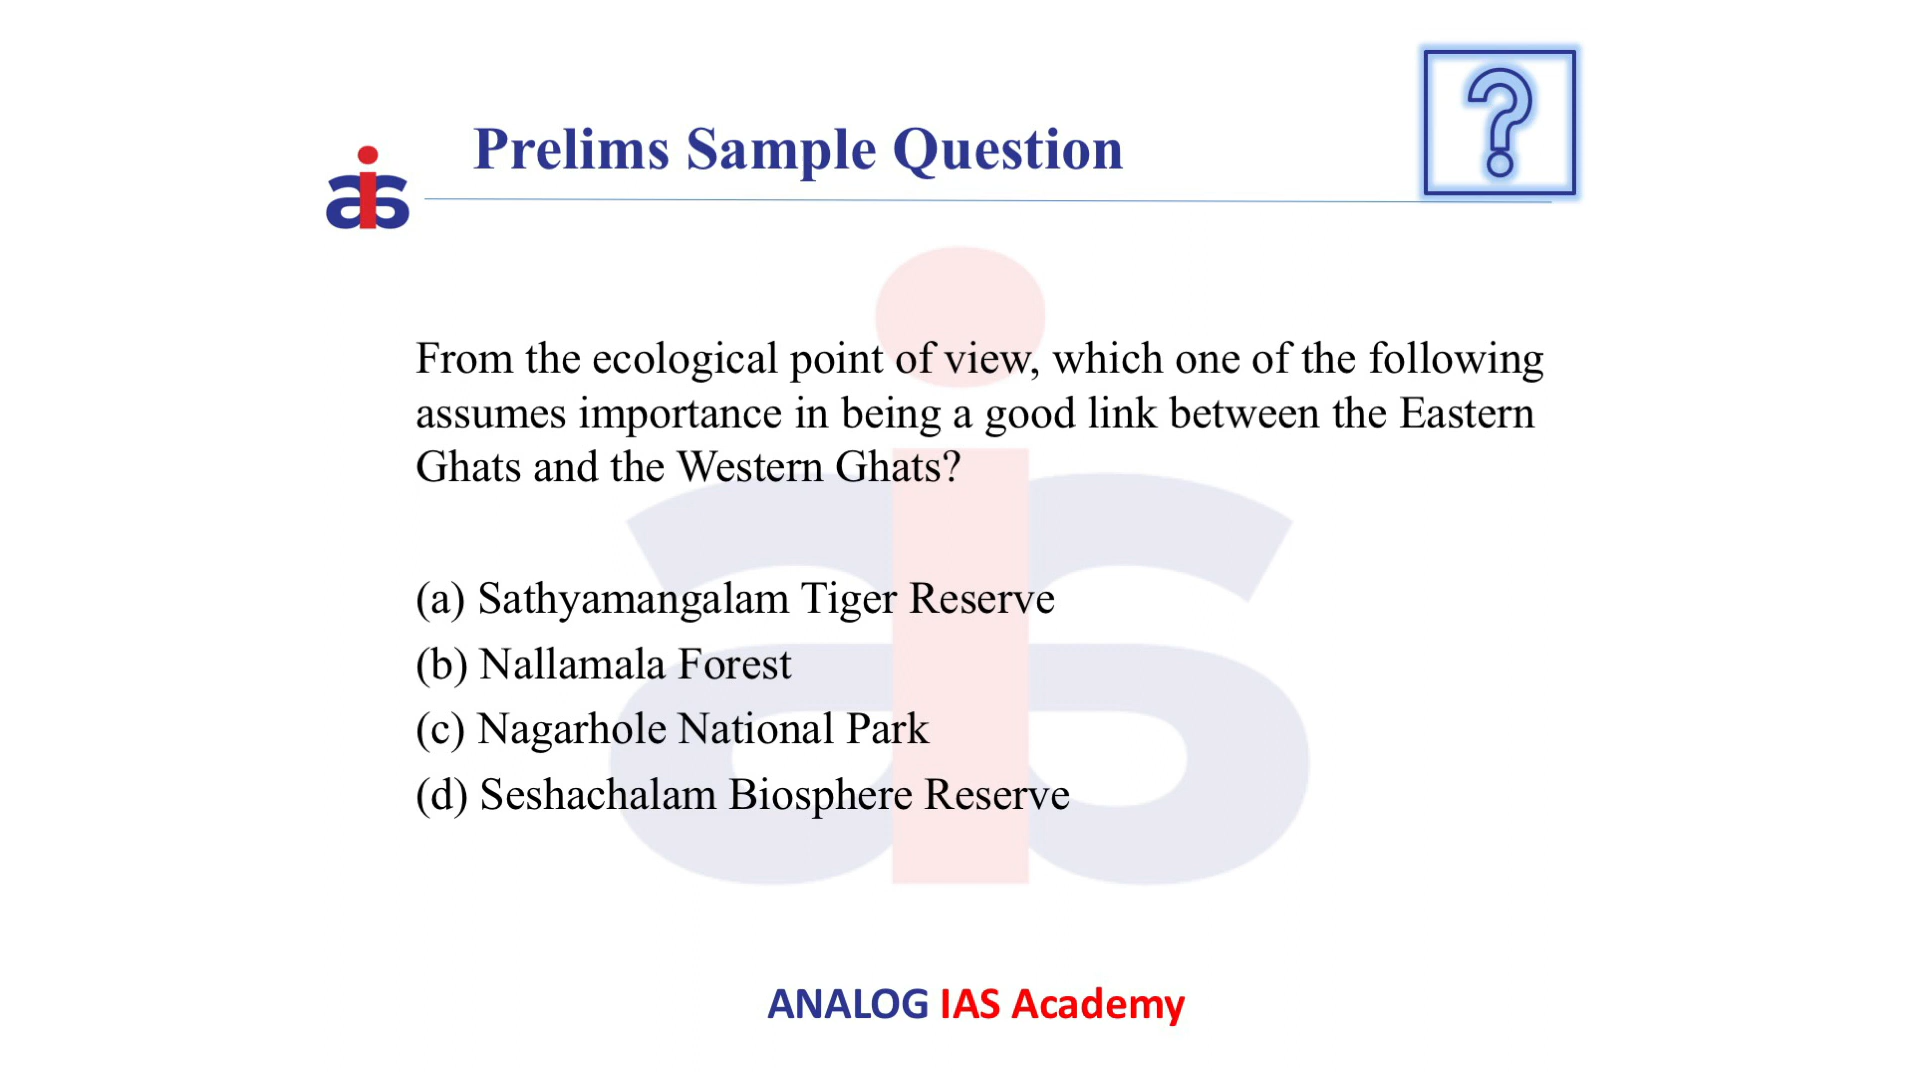 Prelims Sample Question
?
ais
From the ecological point of view, which one of the following
assumes importance in being a good link between the Eastern
Ghats and the Western Ghats?
(a) Sathyamangalam Tiger Reserve
(b) Nallamala Forest
(c) Nagarhole National Park
(d) Seshachalam Biosphere Reserve
ANALOG IAS Academy